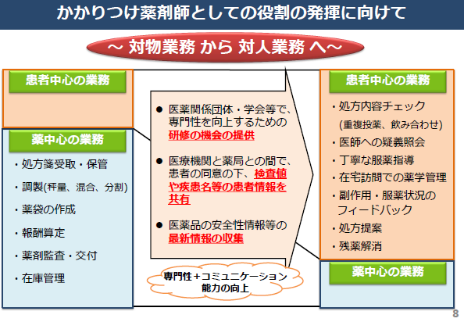 かかりつけ薬剤師としての役割の発揮に向けて
～ 対物業務 から 対人業務 へ～
患者中心の業務
薬中心の業務
・処方箋受取・保管
・調製(秤量、混合、分割)
・薬袋の作成
・報酬算定
・薬剤監査・交付
・在庫管理
● 医薬関係団体・学会等で、
専門性を向上するための
研修の機会の提供
● 医療機関と薬局との間で、
患者の同意の下、検査値
や疾患名等の患者情報を
共有
● 医薬品の安全性情報等の
最新情報の収集
専門性＋コミュニケーション
能力の向上
患者中心の業務
・処方内容チェック
(重複投薬、飲み合わせ)
・医師への疑義照会
・丁寧な服薬指導
・在宅訪問での薬学管理
・副作用・服薬状況の
フィードバック
・処方提案
・残薬解消
薬中心の業務
8